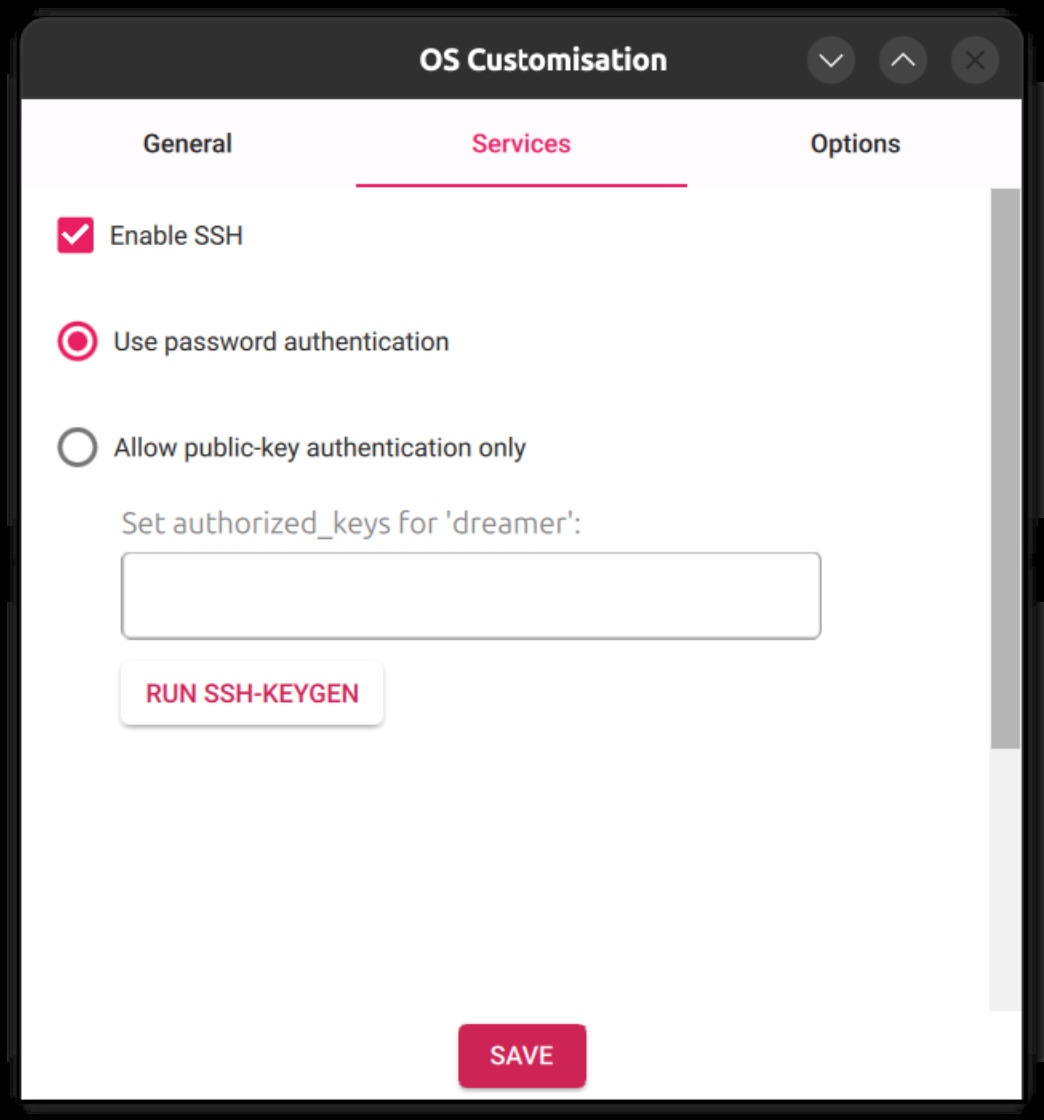 OS Customisation
General Services Options
Enable SSH
Use password authentication
Allow public-key authentication only
Set authorized_keys for 'dreamer':
RUN SSH-KEYGEN
SAVE